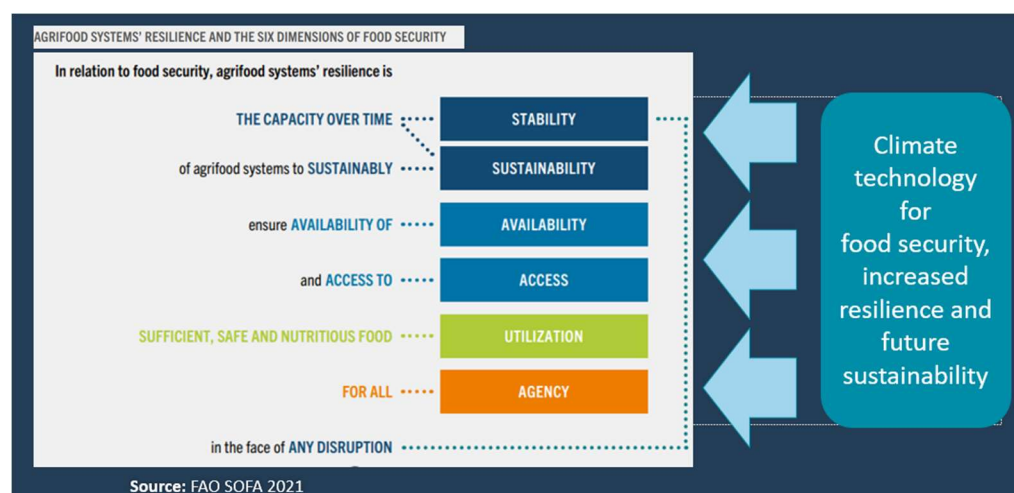 AGRIFOOD SYSTEMS' RESILIENCE AND THE SIX DIMENSIONS OF FOOD SECURITY
In relation to food security, agrifood systems' resilience is
THE CAPACITY OVER TIME
STABILITY
of agrifood systems to SUSTAINABLY
SUSTAINABILITY
ensure AVAILABILITY OF
AVAILABILITY
and ACCESS TO
ACCESS
SUFFICIENT, SAFE AND NUTRITIOUS FOOD
UTILIZATION
FOR ALL
AGENCY
in the face of ANY DISRUPTION
Climate
technology
for
food security,
increased
resilience and
future
sustainability
Source: FAO SOFA 2021